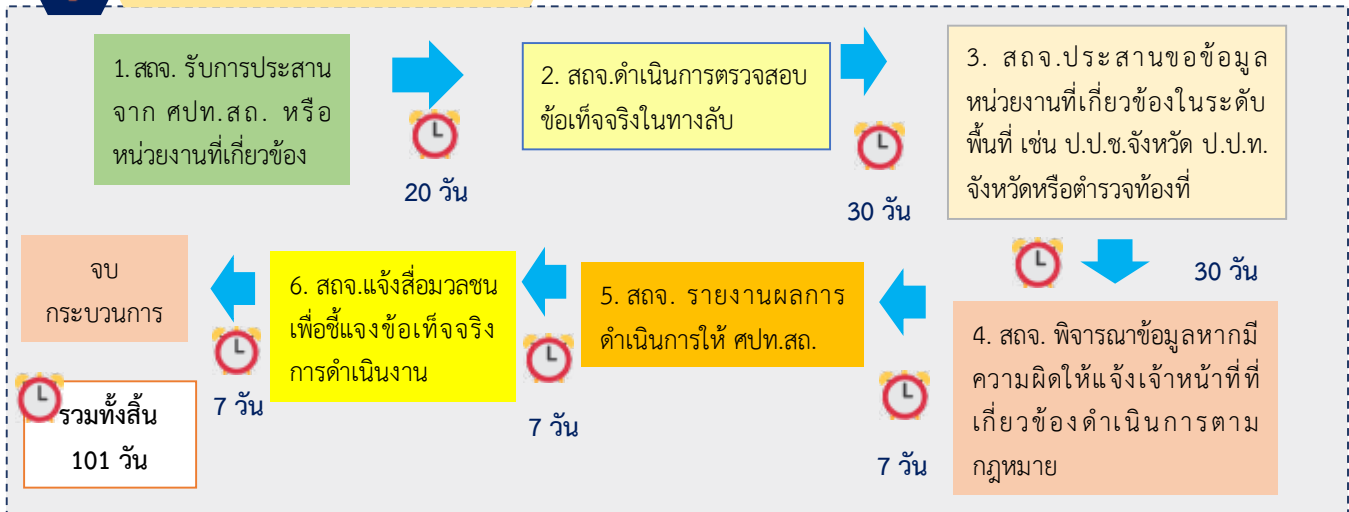 1. สถจ. รับการประสาน
จาก ศปท.สถ. หรือ
หน่วยงานที่เกี่ยวข้อง
20 วัน
2. สถจ.ดำเนินการตรวจสอบ
ข้อเท็จจริงในทางลับ
30 วัน
3. สถจ.ประสานขอข้อมูล
หน่วยงานที่เกี่ยวข้องในระดับ
พื้นที่ เช่น ป.ป.ช.จังหวัด ป.ป.ท.
จังหวัดหรือตำรวจท้องที่
30 วัน
4. สถจ. พิจารณาข้อมูลหากมี
ความผิดให้แจ้งเจ้าหน้าที่ที่
เกี่ยวข้องดำเนินการตาม
กฎหมาย
7 วัน
5. สถจ. รายงานผลการ
ดำเนินการให้ ศปท.สถ.
7 วัน
6. สถจ.แจ้งสื่อมวลชน
เพื่อชี้แจงข้อเท็จจริง
การดำเนินงาน
7 วัน
จบ
กระบวนการ
รวมทั้งสิ้น
101 วัน